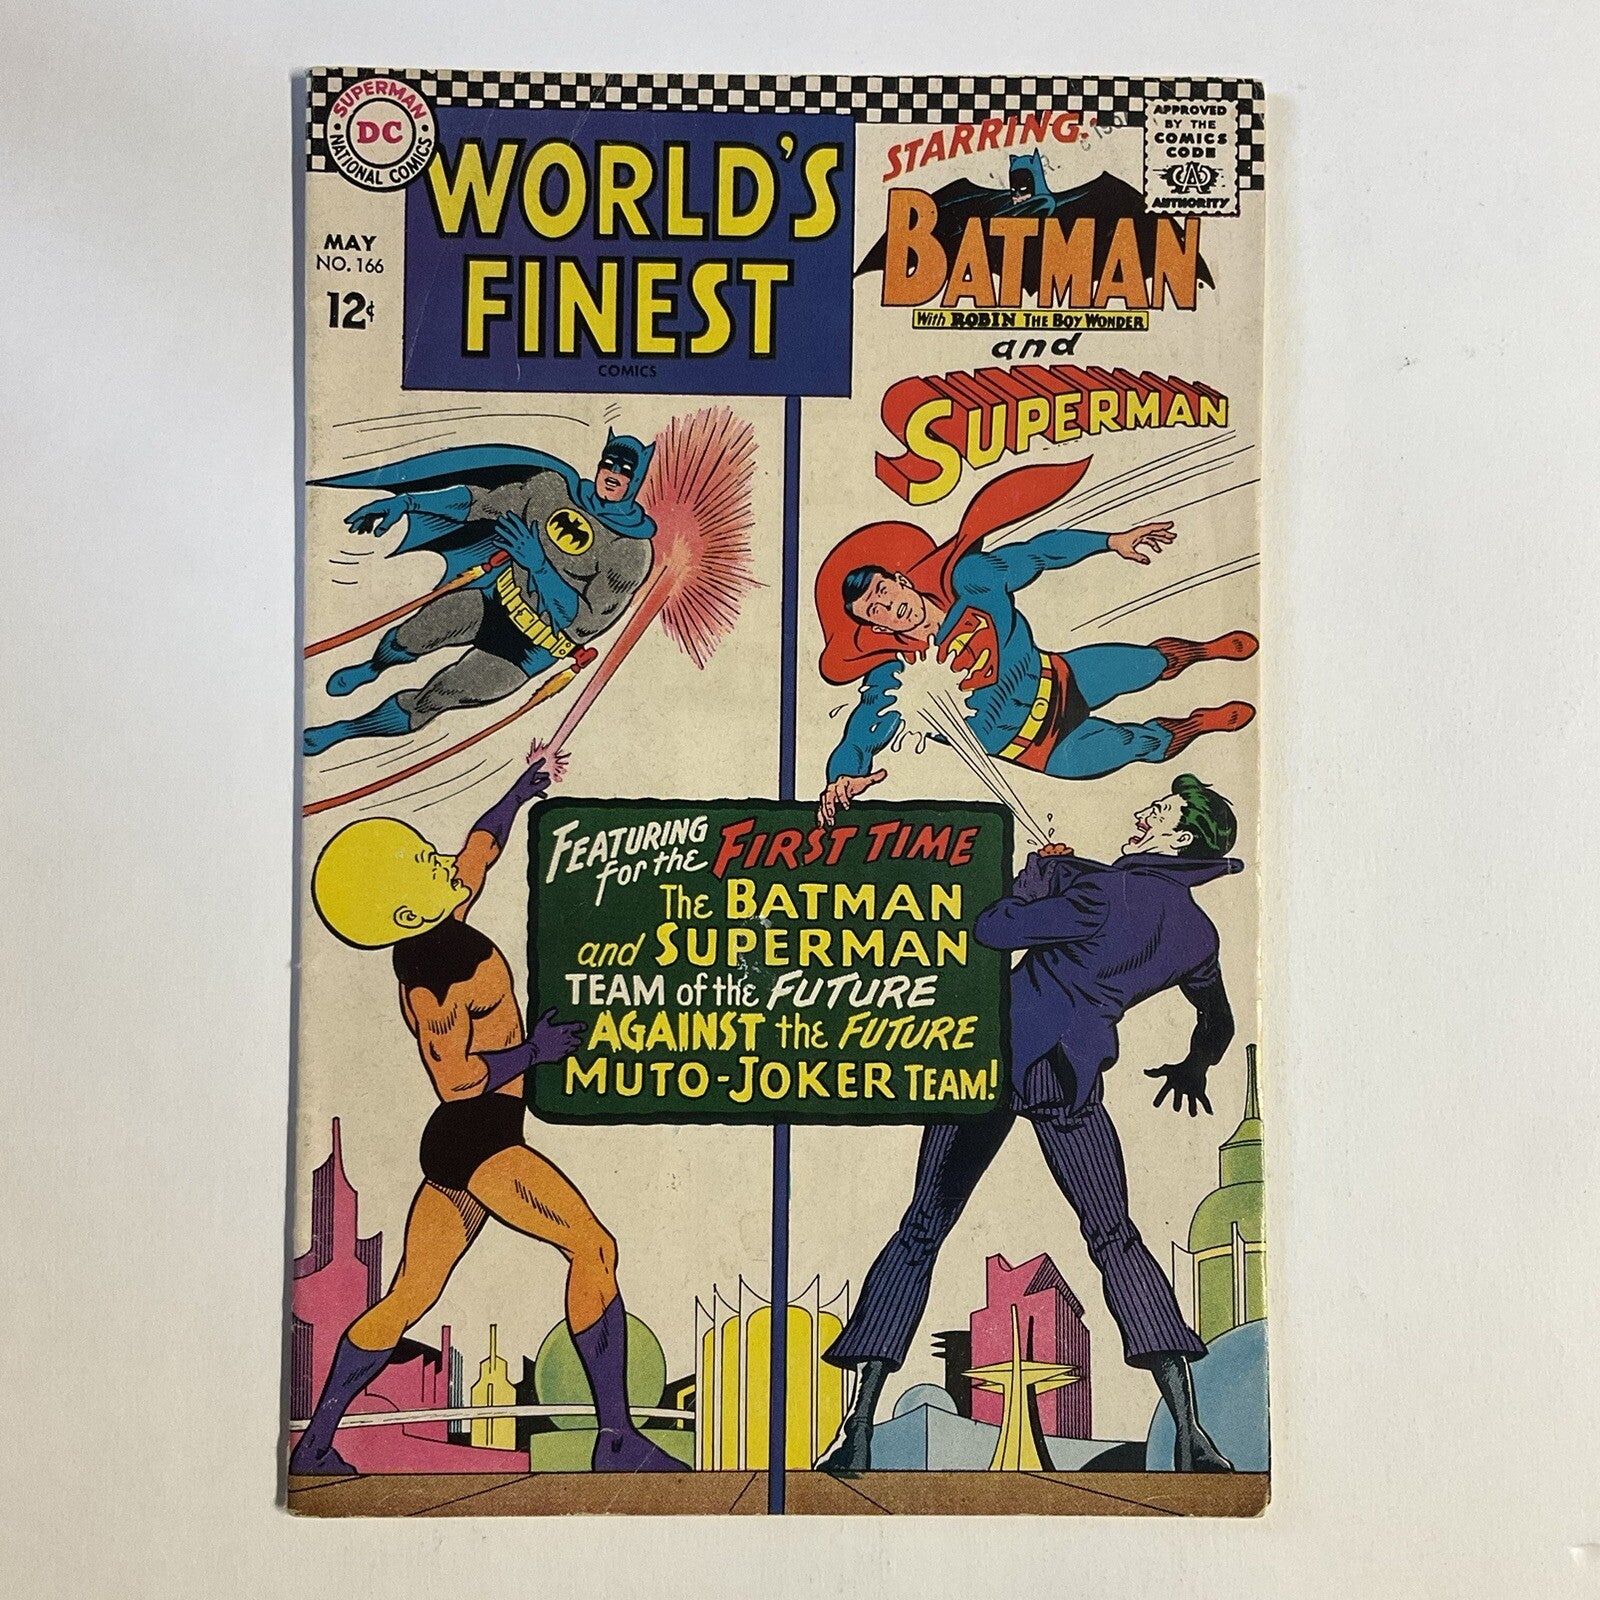 SUPERMAN
DC
NATIONAL COMICS
WORLD'S
FINEST
COMICS
MAY
NO. 166
12¢
STARRING:
BATMAN
With ROBIN THE BOY WONDER
and
SUPERMAN
APPROVED
BY THE
COMICS
CODE
AUTHORITY
FEATURING
for the FIRST TIME
The BATMAN
and SUPERMAN
TEAM of the FUTURE
AGAINST the FUTURE
MUTO-JOKER TEAM!